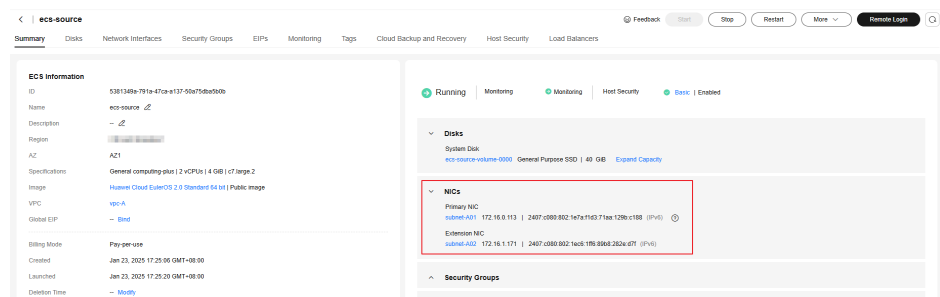 ecs-source
Feedback Start Stop Restart More Remote Login
Summary Disks Network Interfaces Security Groups EIPs Monitoring Tags Cloud Backup and Recovery Host Security Load Balancers
ECS Information
ID 5381349a-791a-47ca-a137-50a75dba5b0b
Name ecs-source
Description --
Region
AZ AZ1
Specifications General computing-plus | 2 vCPUs | 4 GiB | c7.large.2
Image Huawei Cloud EulerOS 2.0 Standard 64 bit | Public image
VPC vpc-A
Global EIP -- Bind
Billing Mode Pay-per-use
Created Jan 23, 2025 17:25:06 GMT+08:00
Launched Jan 23, 2025 17:25:20 GMT+08:00
Deletion Time -- Modify
Running Monitoring Monitoring Host Security Basic | Enabled
Disks
System Disk
ecs-source-volume-0000 General Purpose SSD | 40 GiB Expand Capacity
NICs
Primary NIC
subnet-A01 172.16.0.113 | 2407:c080:802:1e7a:f1d3:71aa:129b:c188 (IPv6)
Extension NIC
subnet-A02 172.16.1.171 | 2407:c080:802:1ec6:1ff6:89b8:282e:d7f (IPv6)
Security Groups